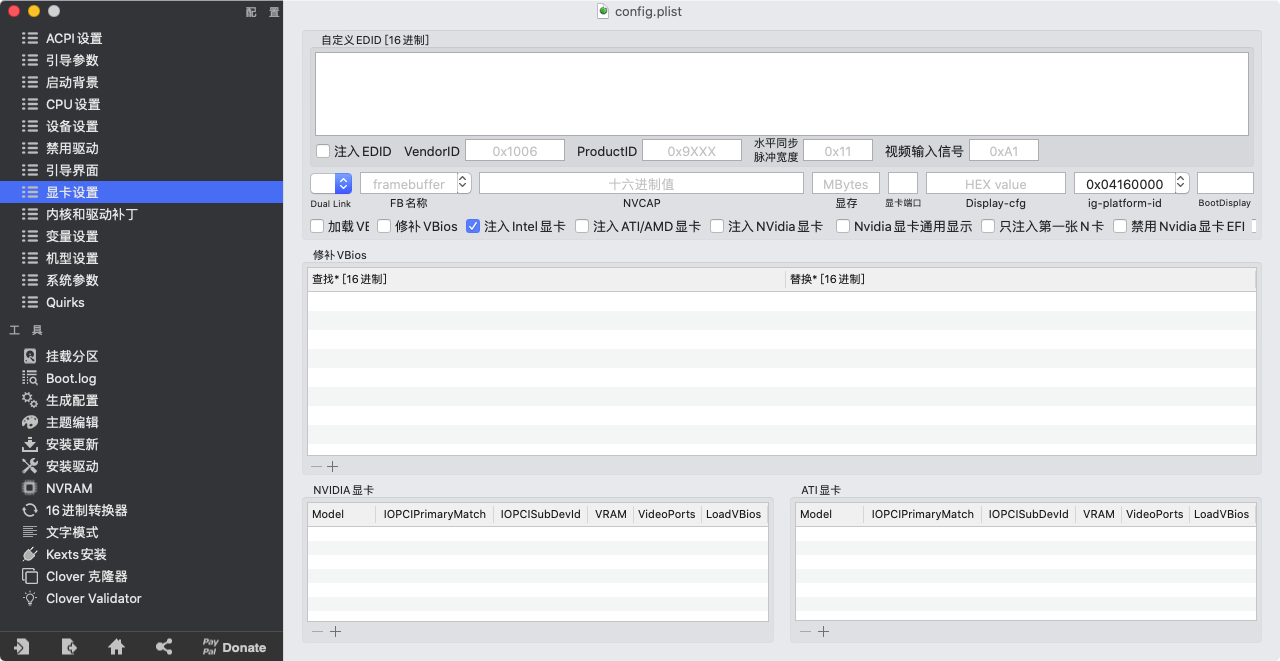 配 置
ACPI 设置
引导参数
启动背景
CPU 设置
设备设置
禁用驱动
引导界面
显卡设置
内核和驱动补丁
变量设置
机型设置
系统参数
Quirks
工 具
挂载分区
Boot.log
生成配置
主题编辑
安装更新
安装驱动
NVRAM
16 进制转换器
文字模式
Kexts 安装
Clover 克隆器
Clover Validator
Pay Pal Donate
config.plist
自定义 EDID [16 进制]
注入 EDID VendorID 0x1006 ProductID 0x9XXX 水平同步 脉冲宽度 0x11 视频输入信号 0xA1
framebuffer 十六进制值 MBytes HEX value 0x04160000
Dual Link FB 名称 NVCAP 显存 显卡端口 Display-cfg ig-platform-id BootDisplay
加载 VE 修补 VBios 注入 Intel 显卡 注入 ATI/AMD 显卡 注入 NVidia 显卡 Nvidia 显卡通用显示 只注入第一张 N 卡 禁用 Nvidia 显卡 EFI
修补 VBios
查找* [16 进制] 替换* [16 进制]
NVIDIA 显卡
Model IOPCIPrimaryMatch IOPCISubDevId VRAM VideoPorts LoadVBios
ATI 显卡
Model IOPCIPrimaryMatch IOPCISubDevId VRAM VideoPorts LoadVBios